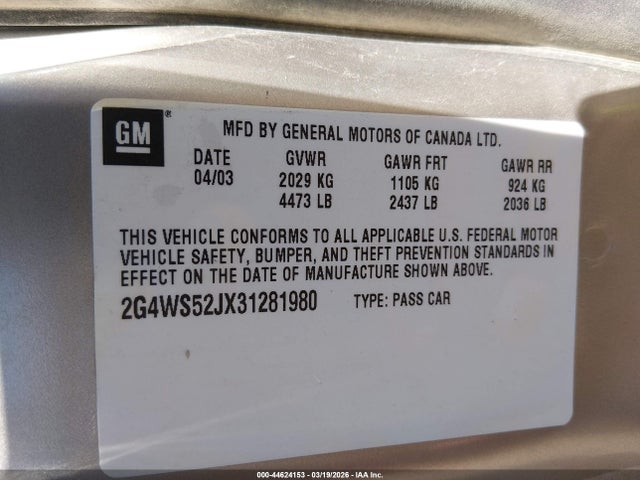 GM®
MFD BY GENERAL MOTORS OF CANADA LTD.
DATE GVWR GAWR FRT GAWR RR
04/03 2029 KG 1105 KG 924 KG
4473 LB 2437 LB 2036 LB
THIS VEHICLE CONFORMS TO ALL APPLICABLE U.S. FEDERAL MOTOR
VEHICLE SAFETY, BUMPER, AND THEFT PREVENTION STANDARDS IN
EFFECT ON THE DATE OF MANUFACTURE SHOWN ABOVE.
2G4WS52JX31281980 TYPE: PASS CAR
000-44624153 - 03/19/2026 - IAA Inc.